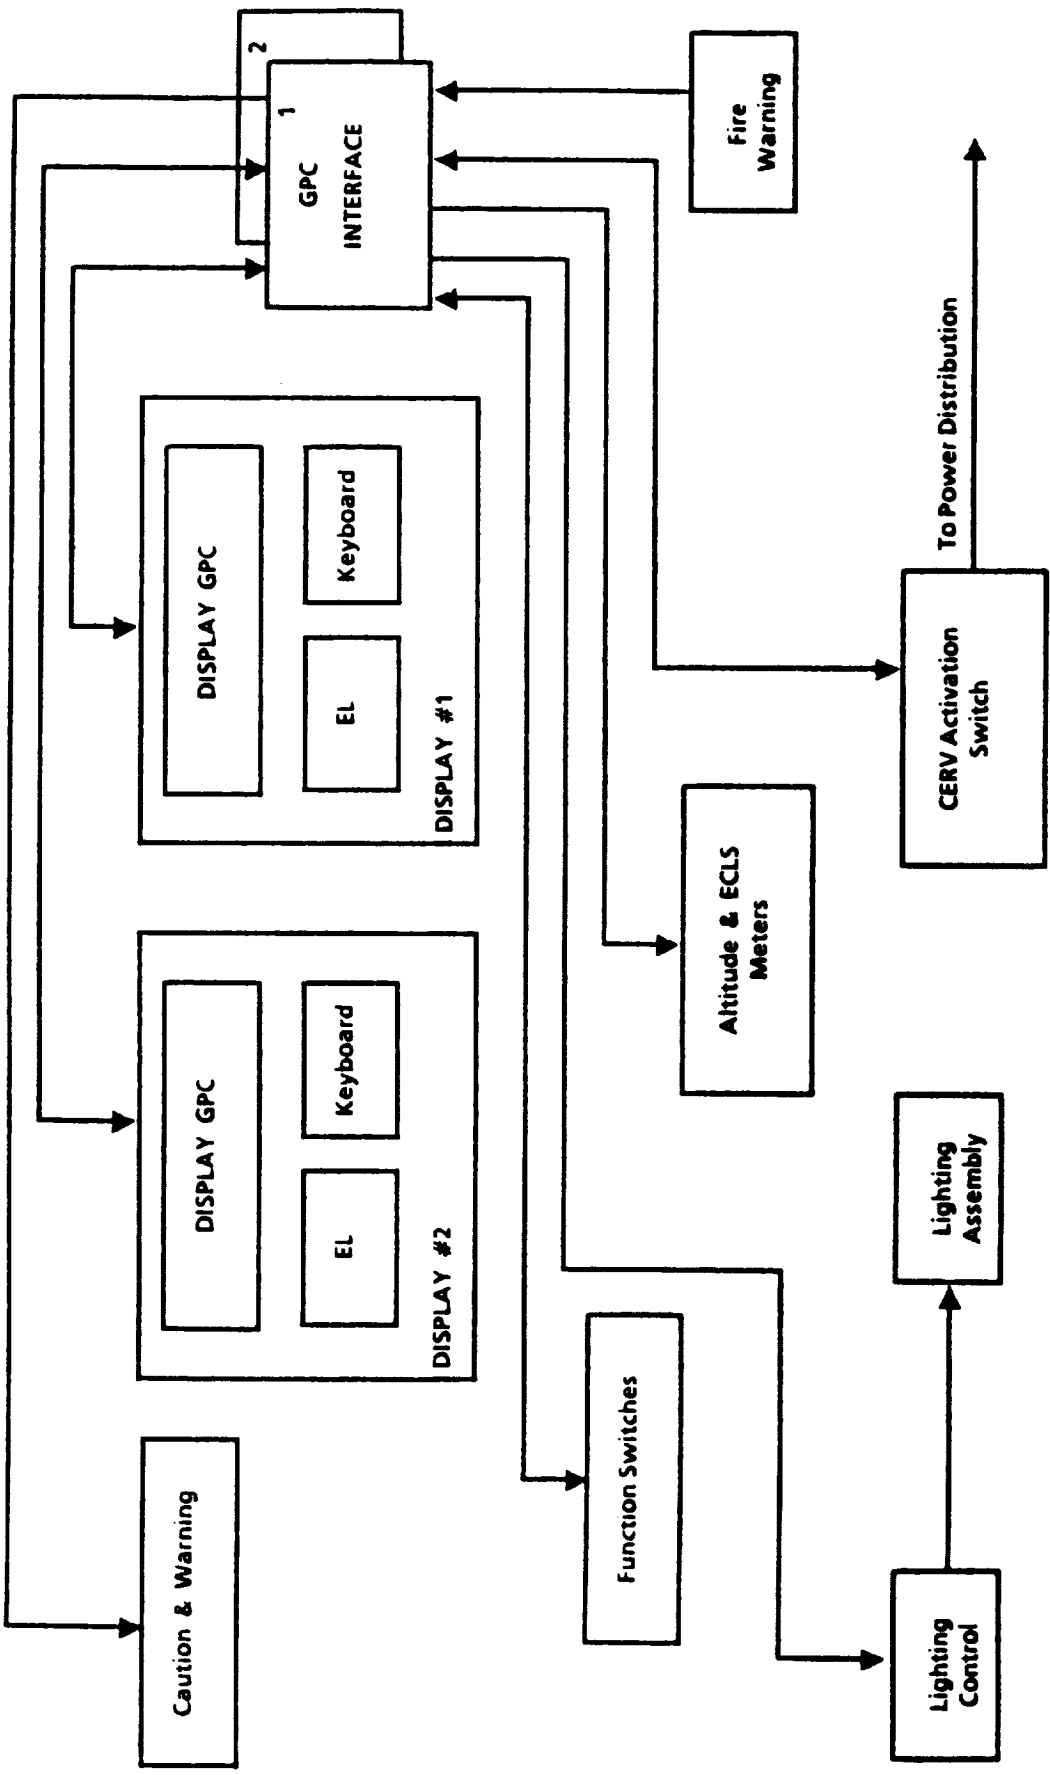 Caution & Warning
DISPLAY GPC
EL
Keyboard
DISPLAY #2
DISPLAY GPC
EL
Keyboard
DISPLAY #1
2
1
GPC
INTERFACE
Function Switches
Altitude & ECLS
Meters
Fire
Warning
Lighting
Control
Lighting
Assembly
CERV Activation
Switch
To Power Distribution